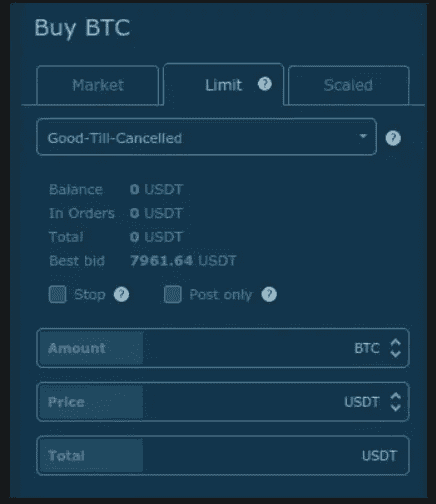 Buy BTC
Market Limit ? Scaled
Good-Till-Cancelled ?
Balance 0 USDT
In Orders 0 USDT
Total 0 USDT
Best bid 7961.64 USDT
Stop ? Post only ?
Amount BTC
Price USDT
Total USDT